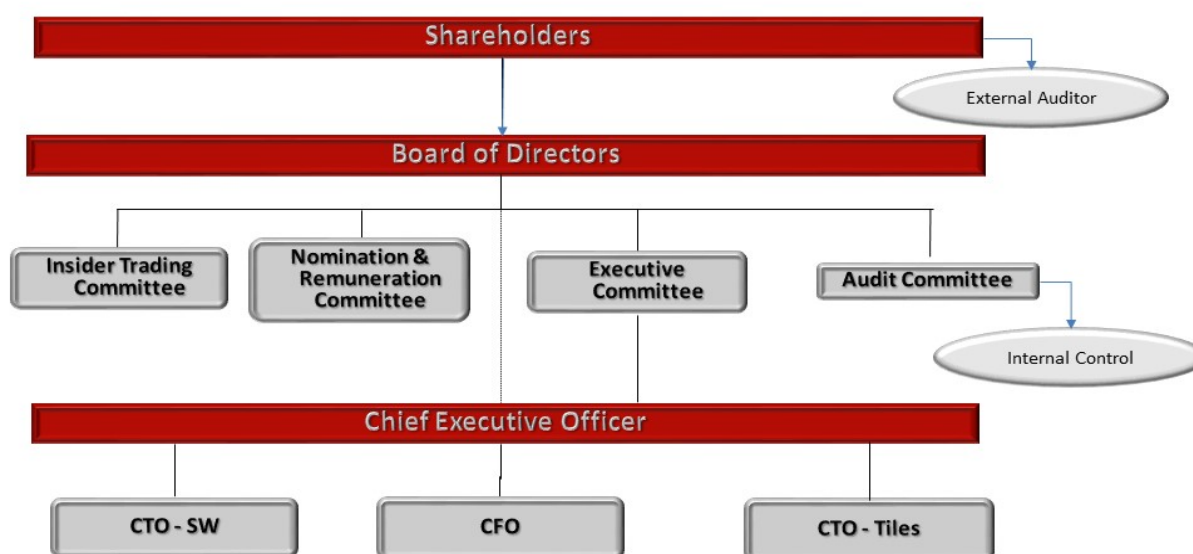 Shareholders
External Auditor
Board of Directors
Insider Trading
Committee
Nomination &
Remuneration
Committee
Executive
Committee
Audit Committee
Internal Control
Chief Executive Officer
CTO - SW
CFO
CTO - Tiles